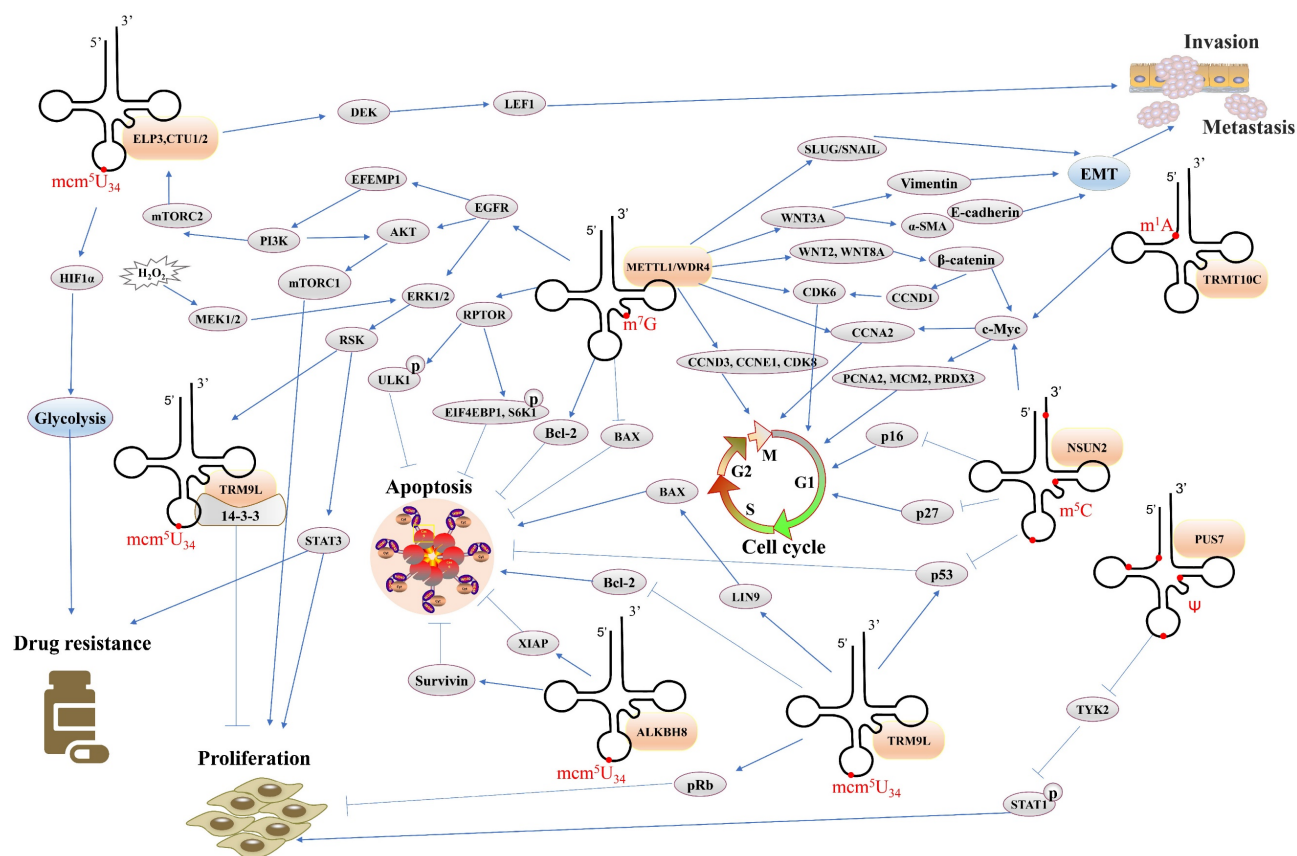 3’
5’
ELP3,CTU1/2
mcm⁵U₃₄
DEK
LEF1
Invasion
Metastasis
SLUG/SNAIL
EMT
Vimentin
WNT3A
α-SMA
E-cadherin
EFEMP1
EGFR
mTORC2
PI3K
AKT
HIF1α
H₂O₂
mTORC1
MEK1/2
ERK1/2
RPTOR
RSK
3’
5’
METTL1/WDR4
m⁷G
WNT2, WNT8A
β-catenin
CDK6
CCND1
CCNA2
c-Myc
CCND3, CCNE1, CDK8
PCNA2, MCM2, PRDX3
3’
5’
m¹A
TRMT10C
Glycolysis
3’
5’
TRM9L
14-3-3
mcm⁵U₃₄
ULK1
p
EIF4EBP1, S6K1
p
Bcl-2
BAX
Apoptosis
BAX
M
G2
G1
S
Cell cycle
p16
p27
p53
3’
5’
NSUN2
m⁵C
3’
5’
PUS7
Ψ
STAT3
Bcl-2
LIN9
XIAP
Survivin
Drug resistance
3’
5’
ALKBH8
mcm⁵U₃₄
3’
5’
TRM9L
mcm⁵U₃₄
TYK2
STAT1
p
pRb
Proliferation